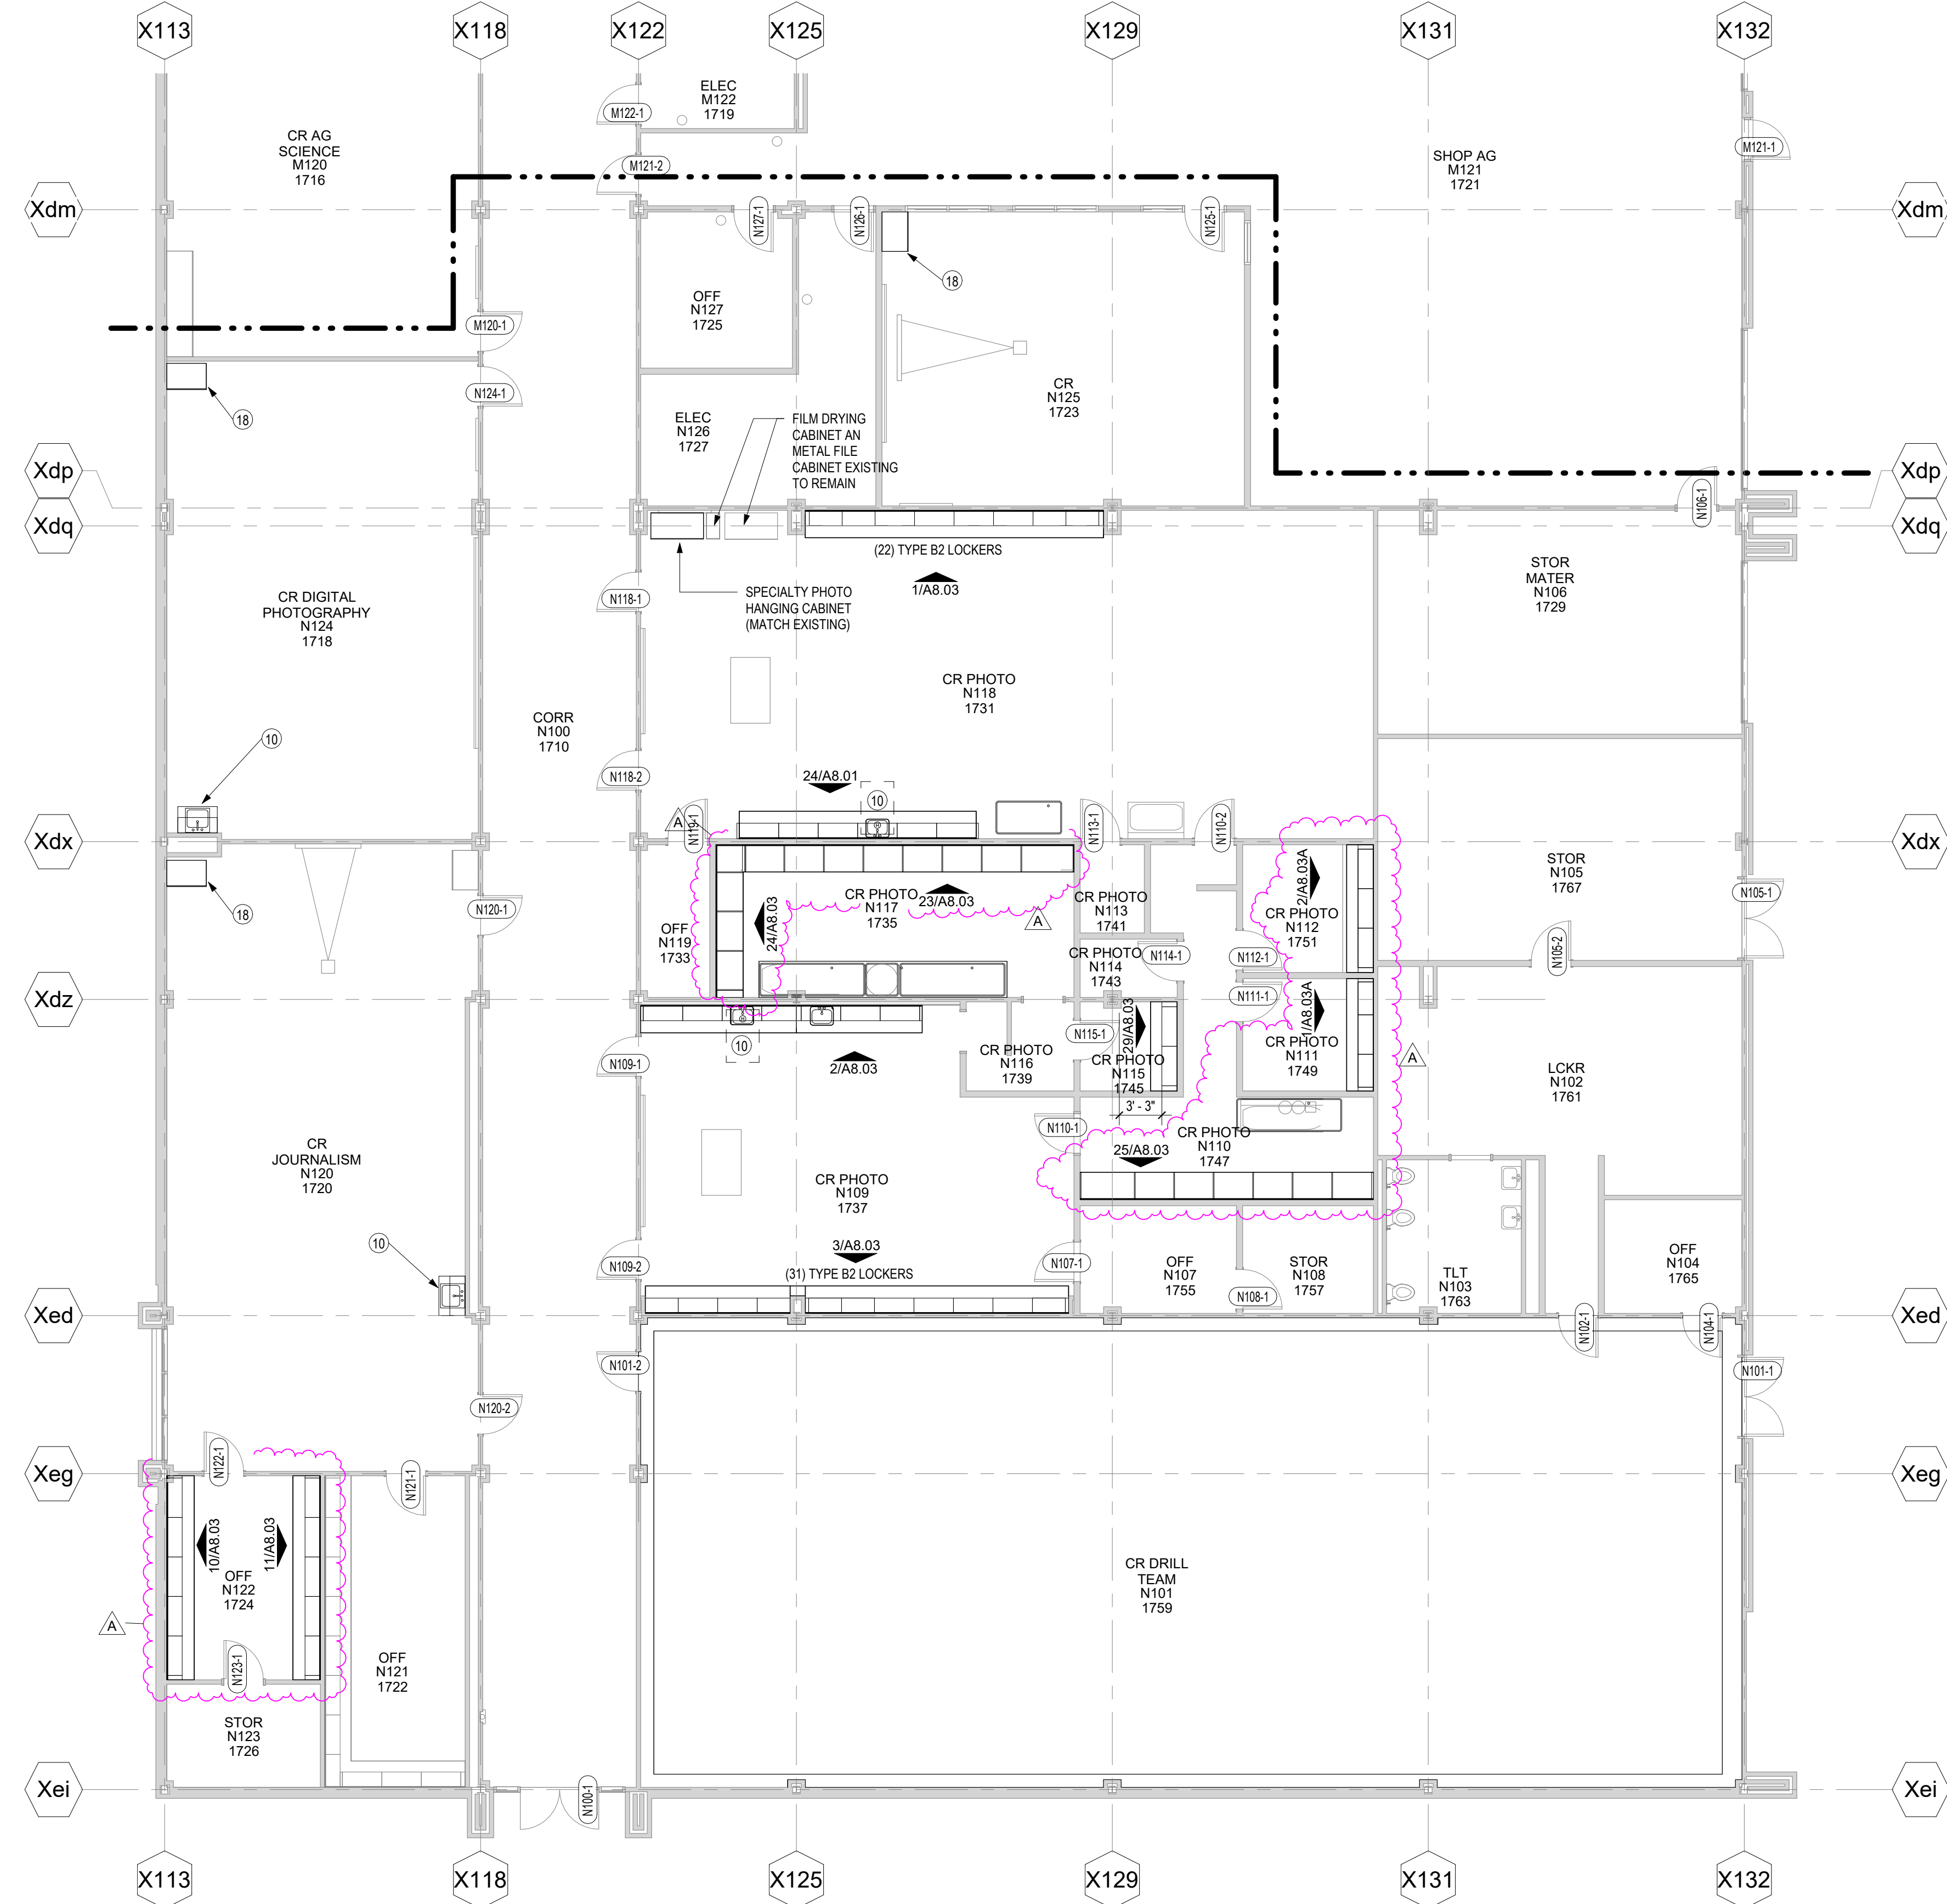 X113
X118
X122
X125
X129
X131
X132
ELEC
M122
1719
M122-1
CR AG
SCIENCE
M120
1716
M121-2
SHOP AG
M121
1721
M121-1
Xdm
Xdm
N127-1
N126-1
N125-1
18
OFF
N127
1725
M120-1
CR
N125
1723
N124-1
18
ELEC
N126
1727
FILM DRYING
CABINET AN
METAL FILE
CABINET EXISTING
TO REMAIN
Xdp
Xdp
N106-1
Xdq
Xdq
(22) TYPE B2 LOCKERS
1/A8.03
SPECIALTY PHOTO
HANGING CABINET
(MATCH EXISTING)
N118-1
STOR
MATER
N106
1729
CR DIGITAL
PHOTOGRAPHY
N124
1718
CR PHOTO
N118
1731
CORR
N100
1710
10
N118-2
24/A8.01
10
A
N119-1
N113-1
N110-2
Xdx
Xdx
18
CR PHOTO
N117
1735
23/A8.03
24/A8.03
A
OFF
N119
1733
CR PHOTO
N113
1741
2/A8.03A
CR PHOTO
N112
1751
STOR
N105
1767
N105-1
N105-2
N120-1
CR PHOTO
N114
1743
N114-1
N112-1
N111-1
Xdz
Xdz
10
2/A8.03
N109-1
CR PHOTO
N116
1739
N115-1
29/A8.03
CR PHOTO
N115
1745
3' - 3"
1/A8.03A
CR PHOTO
N111
1749
A
LCKR
N102
1761
N110-1
CR PHOTO
N110
1747
25/A8.03
CR
JOURNALISM
N120
1720
CR PHOTO
N109
1737
10
3/A8.03
(31) TYPE B2 LOCKERS
N109-2
N107-1
OFF
N107
1755
STOR
N108
1757
N108-1
TLT
N103
1763
OFF
N104
1765
Xed
Xed
N101-2
N102-1
N104-1
N101-1
N120-2
Xeg
Xeg
N122-1
N121-1
10/A8.03
11/A8.03
OFF
N122
1724
A
N123-1
OFF
N121
1722
CR DRILL
TEAM
N101
1759
STOR
N123
1726
Xei
Xei
N100-1
X113
X118
X125
X129
X131
X132